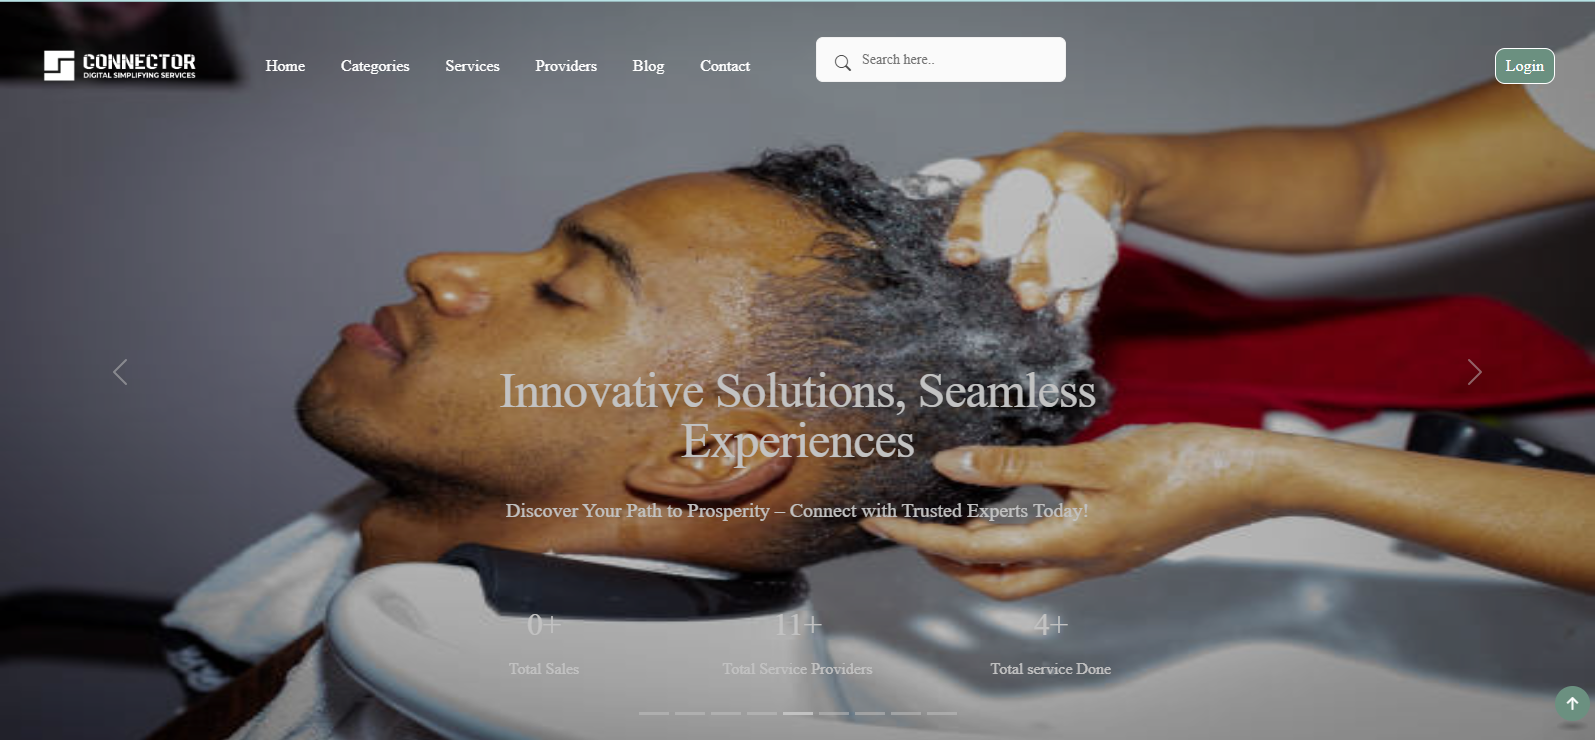 CONNECTOR
DIGITAL SIMPLIFYING SERVICES
Home Categories Services Providers Blog Contact
Search here..
Login
Innovative Solutions, Seamless
Experiences
Discover Your Path to Prosperity – Connect with Trusted Experts Today!
0+ 11+ 4+
Total Sales Total Service Providers Total service Done